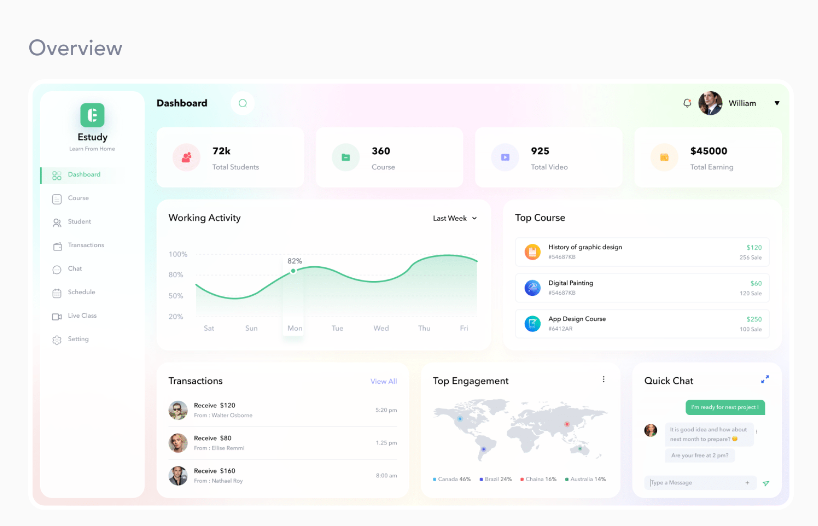 Overview
Estudy
Learn From Home
Dashboard
Course
Student
Transactions
Chat
Schedule
Live Class
Setting
Dashboard
William
72k
Total Students
360
Course
925
Total Video
$45000
Total Earning
Working Activity
Last Week
100%
80%
50%
20%
82%
Sat Sun Mon Tue Wed Thu Fri
Top Course
History of graphic design
#54687KB
$120
256 Sale
Digital Painting
#54687KB
$60
120 Sale
App Design Course
#6412AR
$250
100 Sale
Transactions
View All
Receive $120
From : Walter Osborne
5:20 pm
Receive $80
From : Elise Remmi
1:25 pm
Receive $160
From : Nathael Roy
8:00 am
Top Engagement
Canada 46% Brazil 24% Chaina 16% Australia 14%
Quick Chat
I'm ready for next project !
It is good idea and how about
next month to prepare? 😊
Are your free at 2 pm?
Type a Message